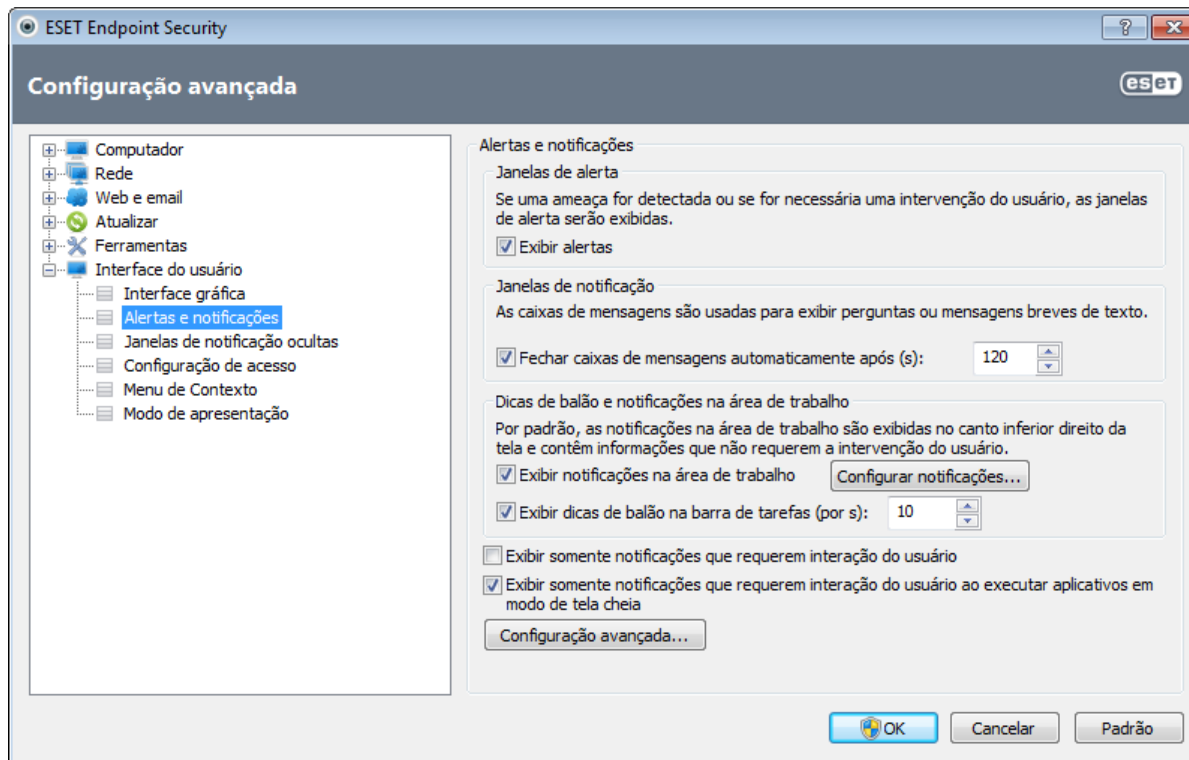 ESET Endpoint Security
Configuração avançada
eset
Computador
Rede
Web e email
Atualizar
Ferramentas
Interface do usuário
Interface gráfica
Alertas e notificações
Janelas de notificação ocultas
Configuração de acesso
Menu de Contexto
Modo de apresentação
Alertas e notificações
Janelas de alerta
Se uma ameaça for detectada ou se for necessária uma intervenção do usuário, as janelas
de alerta serão exibidas.
Exibir alertas
Janelas de notificação
As caixas de mensagens são usadas para exibir perguntas ou mensagens breves de texto.
Fechar caixas de mensagens automaticamente após (s): 120
Dicas de balão e notificações na área de trabalho
Por padrão, as notificações na área de trabalho são exibidas no canto inferior direito da
tela e contêm informações que não requerem a intervenção do usuário.
Exibir notificações na área de trabalho Configurar notificações...
Exibir dicas de balão na barra de tarefas (por s): 10
Exibir somente notificações que requerem interação do usuário
Exibir somente notificações que requerem interação do usuário ao executar aplicativos em
modo de tela cheia
Configuração avançada...
OK Cancelar Padrão